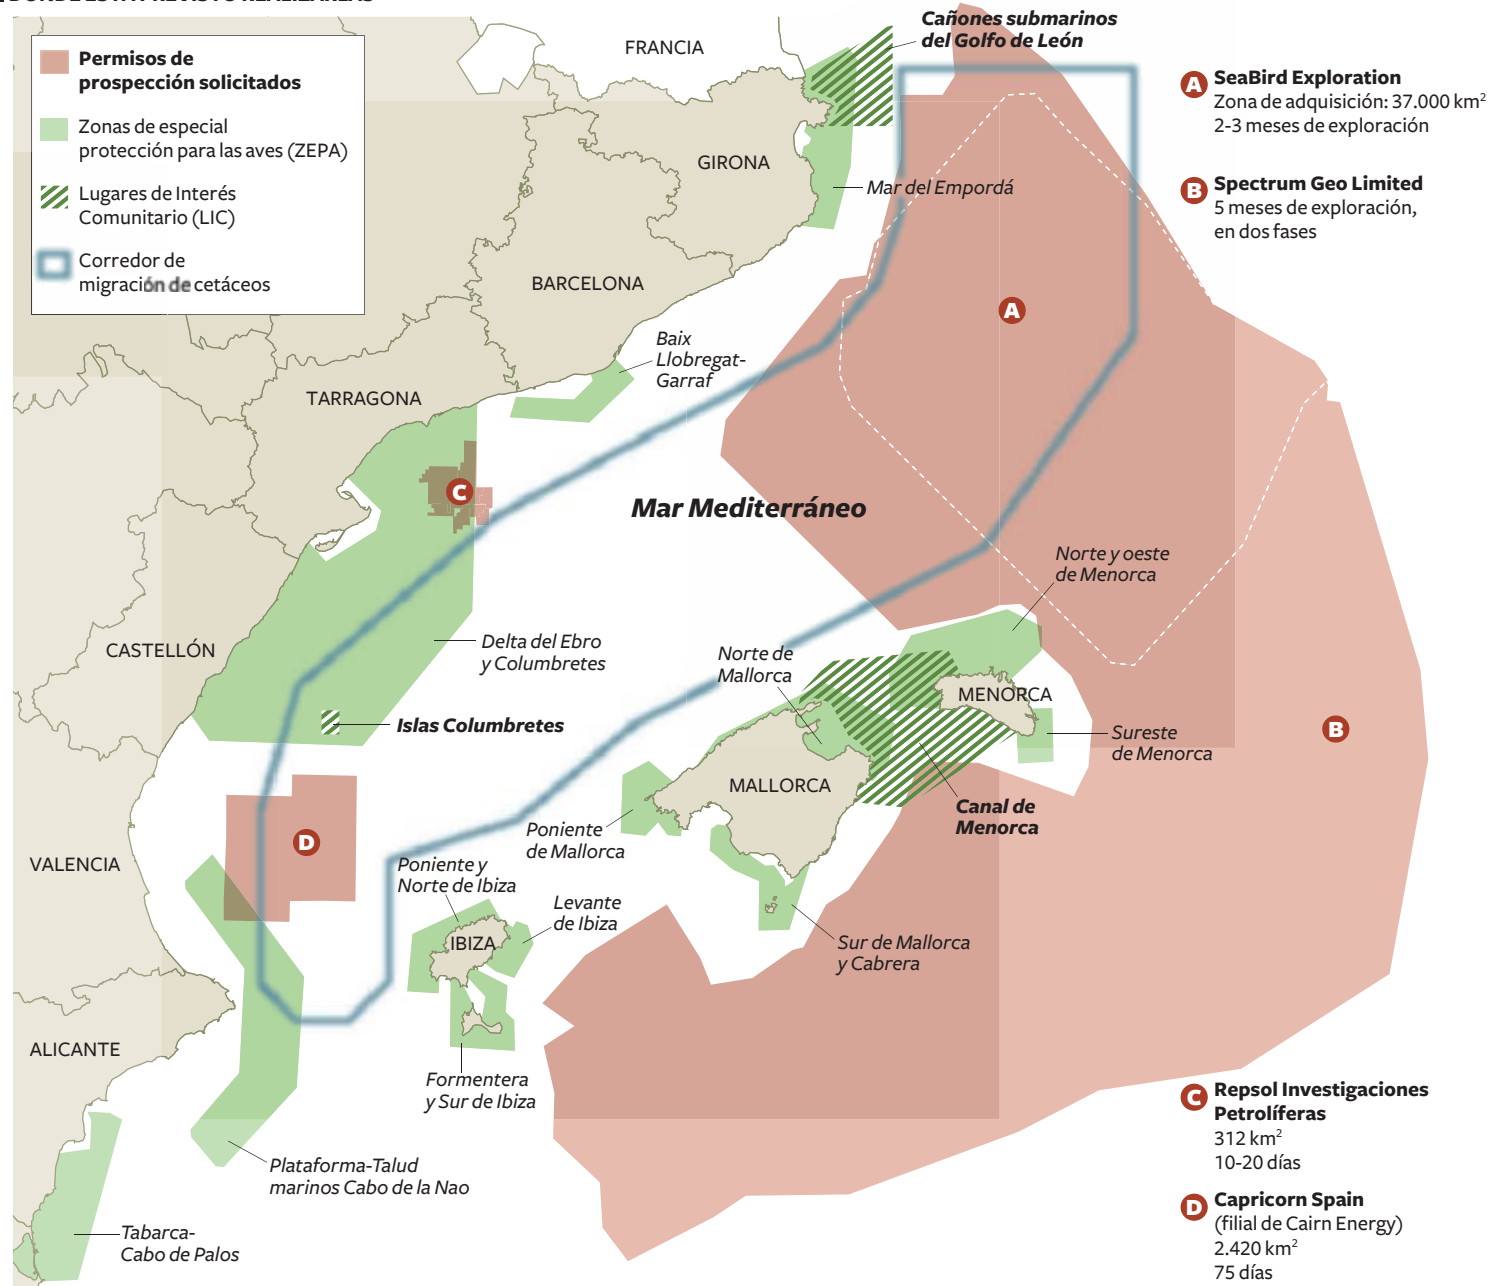 Permisos de
prospección solicitados
Zonas de especial
protección para las aves (ZEPA)
Lugares de Interés
Comunitario (LIC)
Corredor de
migración de cetáceos
FRANCIA
Cañones submarinos
del Golfo de León
A
SeaBird Exploration
Zona de adquisición: 37.000 km²
2-3 meses de exploración
B
Spectrum Geo Limited
5 meses de exploración,
en dos fases
GIRONA
Mar del Empordá
BARCELONA
A
Baix
Llobregat-
Garraf
TARRAGONA
C
Mar Mediterráneo
Norte y oeste
de Menorca
CASTELLÓN
Delta del Ebro
y Columbretes
Norte de
Mallorca
MENORCA
Islas Columbretes
B
Sureste
de Menorca
MALLORCA
Canal de
Menorca
D
Poniente
de Mallorca
VALENCIA
Poniente y
Norte de Ibiza
Levante
de Ibiza
IBIZA
Sur de Mallorca
y Cabrera
ALICANTE
Formentera
y Sur de Ibiza
Plataforma-Talud
marinos Cabo de la Nao
Tabarca-
Cabo de Palos
C
Repsol Investigaciones
Petrolíferas
312 km²
10-20 días
D
Capricorn Spain
(filial de Cairn Energy)
2.420 km²
75 días